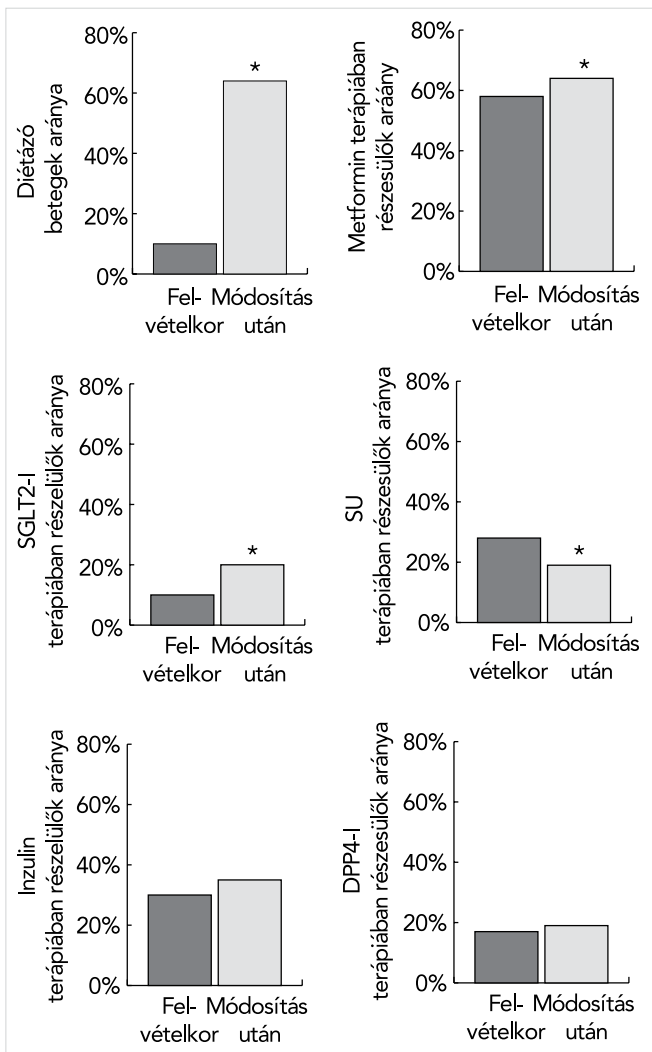 Diétázó
betegek aránya
80%
60%
40%
20%
0%
*
Fel-
vételkor
Módosítás
után
Metformin terápiában
részesülők araány
80%
60%
40%
20%
0%
*
Fel-
vételkor
Módosítás
után
SGLT2-I
terápiában részelülők aránya
80%
60%
40%
20%
0%
*
Fel-
vételkor
Módosítás
után
SU
terápiában részesülők aránya
80%
60%
40%
20%
0%
*
Fel-
vételkor
Módosítás
után
Inzulin
terápiában részelülők aránya
80%
60%
40%
20%
0%
Fel-
vételkor
Módosítás
után
DPP4-I
terápiában részesülők aránya
80%
60%
40%
20%
0%
Fel-
vételkor
Módosítás
után